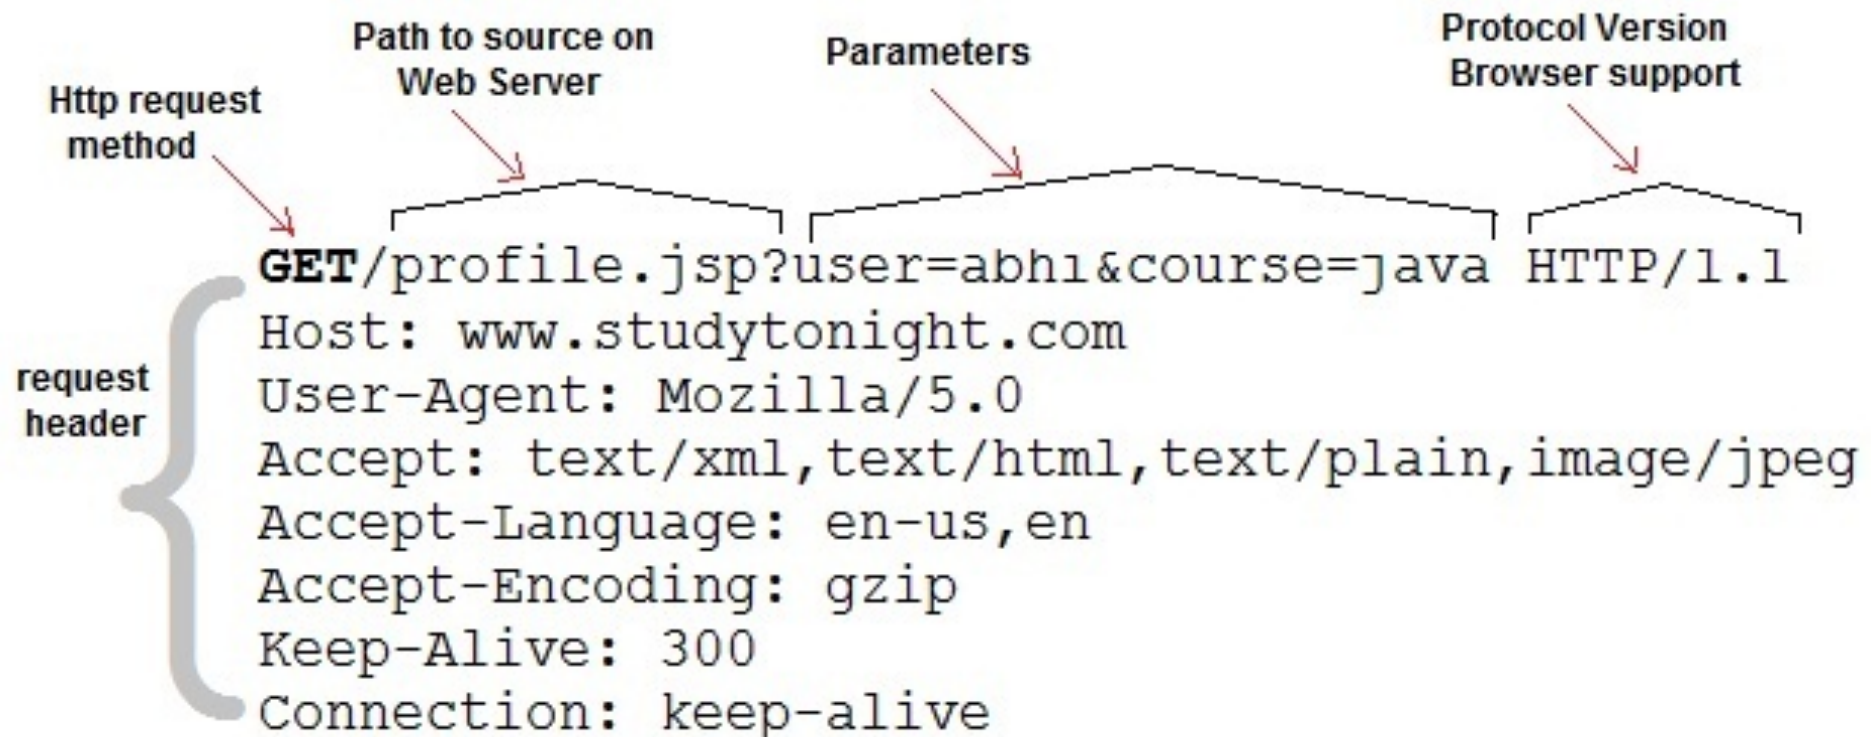 Path to source on
Web Server
Parameters
Protocol Version
Browser support
Http request
method
GET/profile.jsp?user=abhi&course=java HTTP/1.1
Host: www.studytonight.com
User-Agent: Mozilla/5.0
Accept: text/xml,text/html,text/plain,image/jpeg
Accept-Language: en-us,en
Accept-Encoding: gzip
Keep-Alive: 300
Connection: keep-alive
request
header